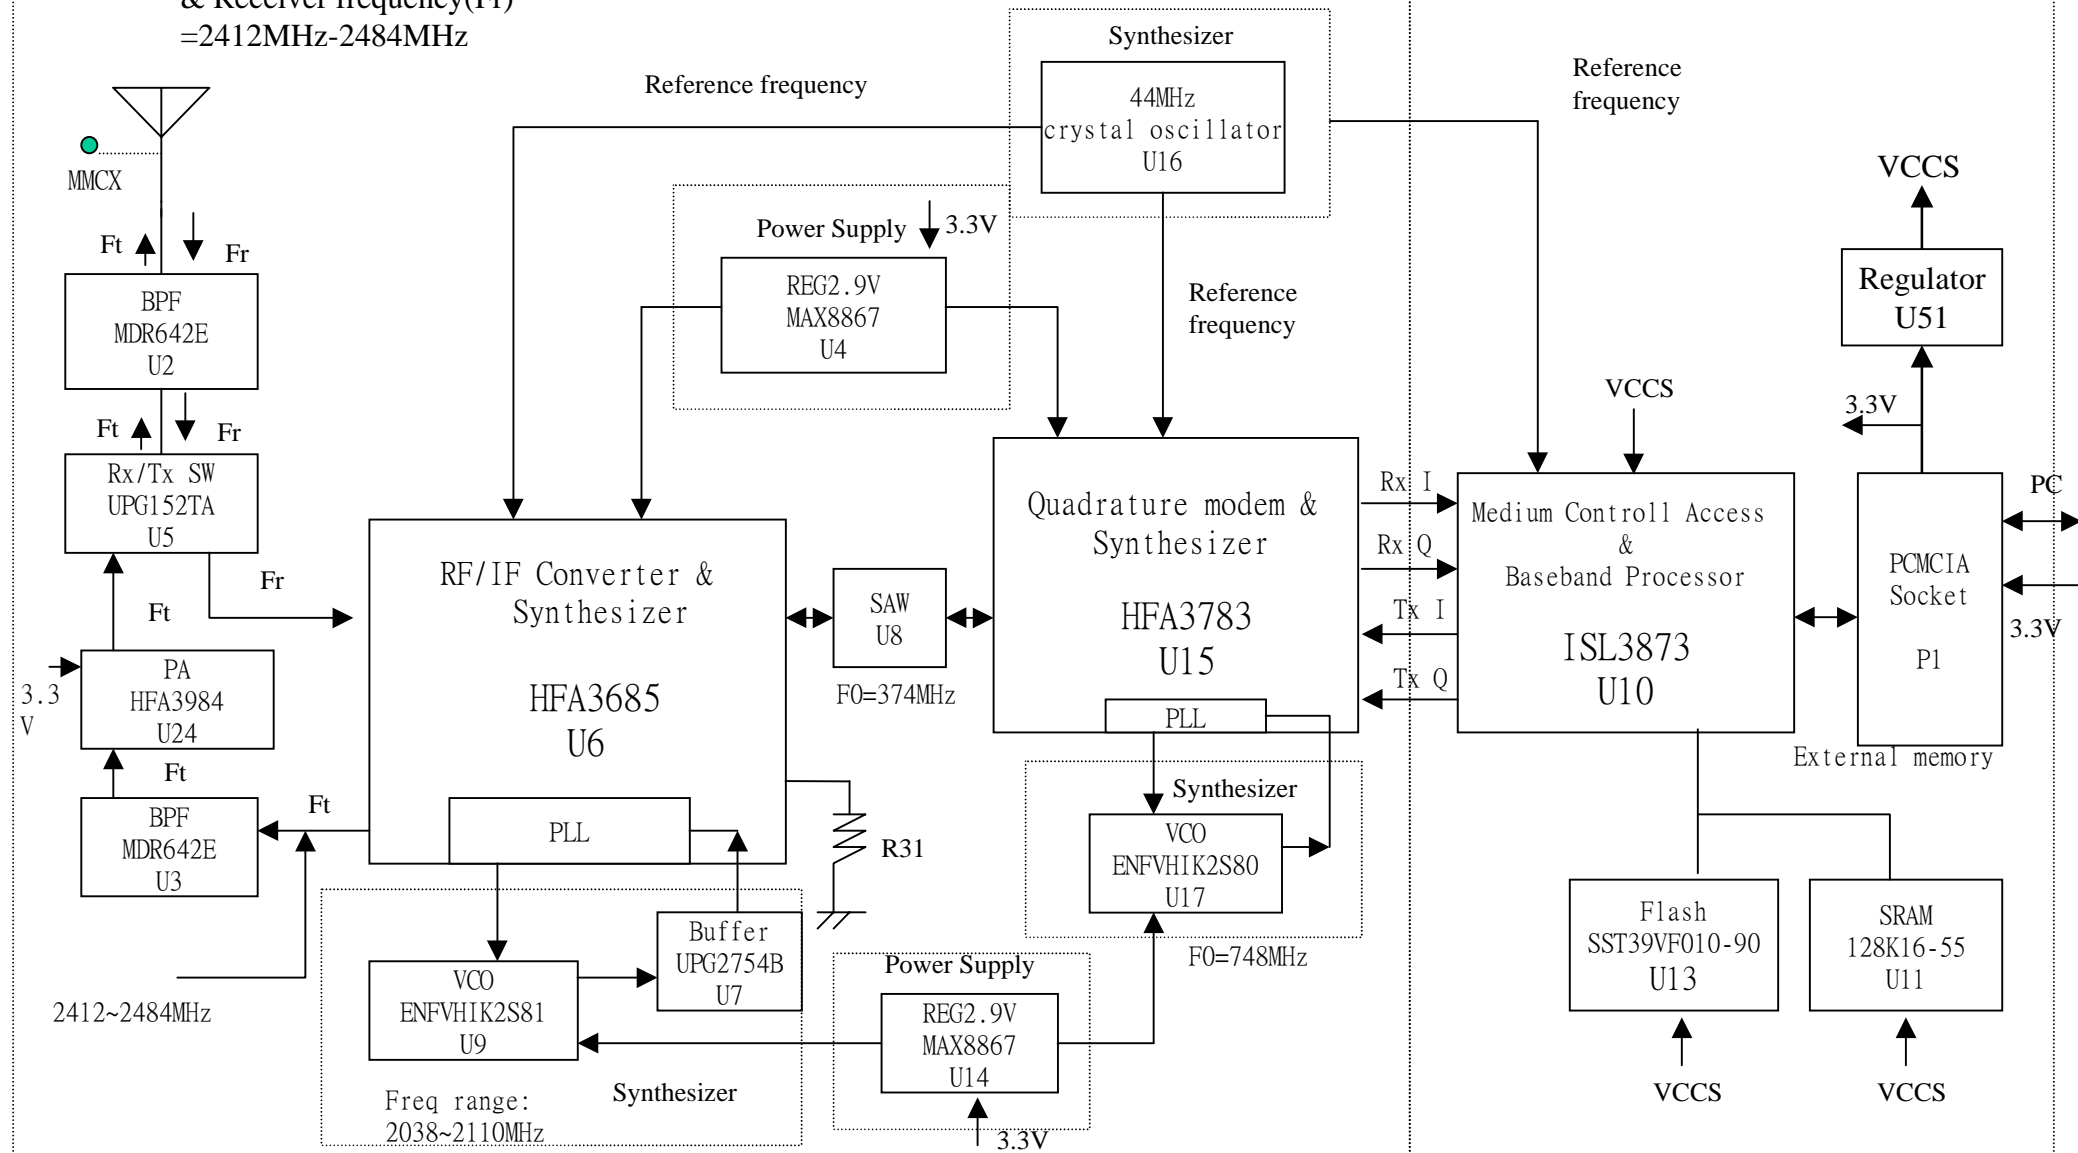 & Receiver frequency(Fr)
=2412MHz-2484MHz
Synthesizer
44MHz
crystal oscillator
U16
Reference frequency
Reference
frequency
MMCX
VCCS
Power Supply
3.3V
REG2.9V
MAX8867
U4
Reference
frequency
Regulator
U51
Ft
Fr
BPF
MDR642E
U2
VCCS
3.3V
Ft
Fr
Rx/Tx SW
UPG152TA
U5
Fr
Ft
RF/IF Converter &
Synthesizer
HFA3685
U6
PLL
SAW
U8
F0=374MHz
Quadrature modem &
Synthesizer
HFA3783
U15
PLL
Rx I
Rx Q
Tx I
Tx Q
Medium Controll Access
&
Baseband Processor
ISL3873
U10
PCMCIA
Socket
P1
PC
3.3V
External memory
3.3
V
PA
HFA3984
U24
Ft
BPF
MDR642E
U3
Ft
R31
Synthesizer
VCO
ENFVHIK2S80
U17
F0=748MHz
Flash
SST39VF010-90
U13
SRAM
128K16-55
U11
Buffer
UPG2754B
U7
VCO
ENFVHIK2S81
U9
Power Supply
REG2.9V
MAX8867
U14
2412~2484MHz
Freq range:
2038~2110MHz
Synthesizer
3.3V
VCCS
VCCS